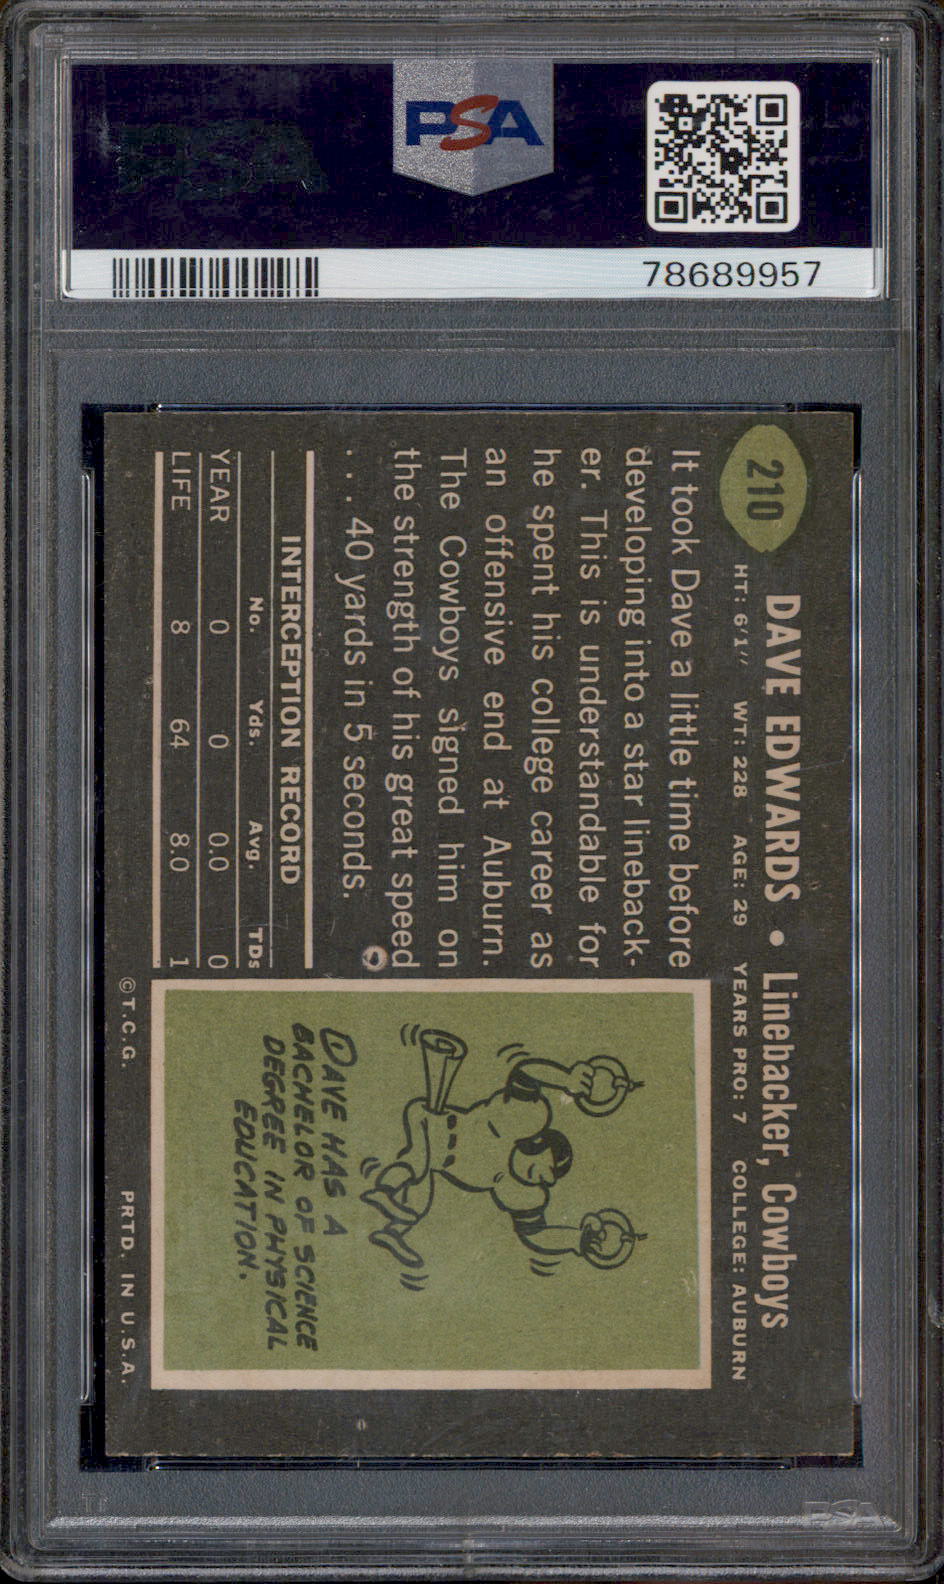 PSA
78689957
210
DAVE EDWARDS • Linebacker, Cowboys
HT: 6'1" WT: 228 AGE: 29 YEARS PRO: 7 COLLEGE: AUBURN
It took Dave a little time before
developing into a star lineback-
er. This is understandable for
he spent his college career as
an offensive end at Auburn.
The Cowboys signed him on
the strength of his great speed
. . . 40 yards in 5 seconds.
INTERCEPTION RECORD
No. Yds. Avg. TDs
YEAR 0 0 0.0 0
LIFE 8 64 8.0 1
DAVE HAS A
BACHELOR OF SCIENCE
DEGREE IN PHYSICAL
EDUCATION.
©T.C.G. PRTD. IN U.S.A.
PSA